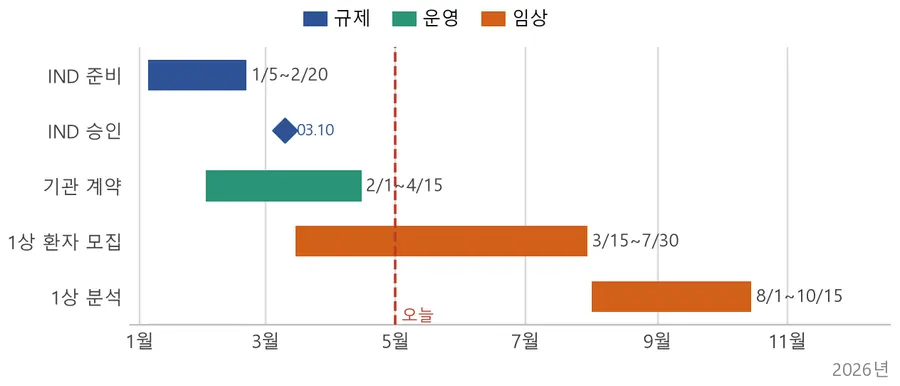 규제 운영 임상
IND 준비 1/5~2/20
IND 승인 03.10
기관 계약 2/1~4/15
1상 환자 모집 3/15~7/30
1상 분석 8/1~10/15
오늘
1월 3월 5월 7월 9월 11월
2026년